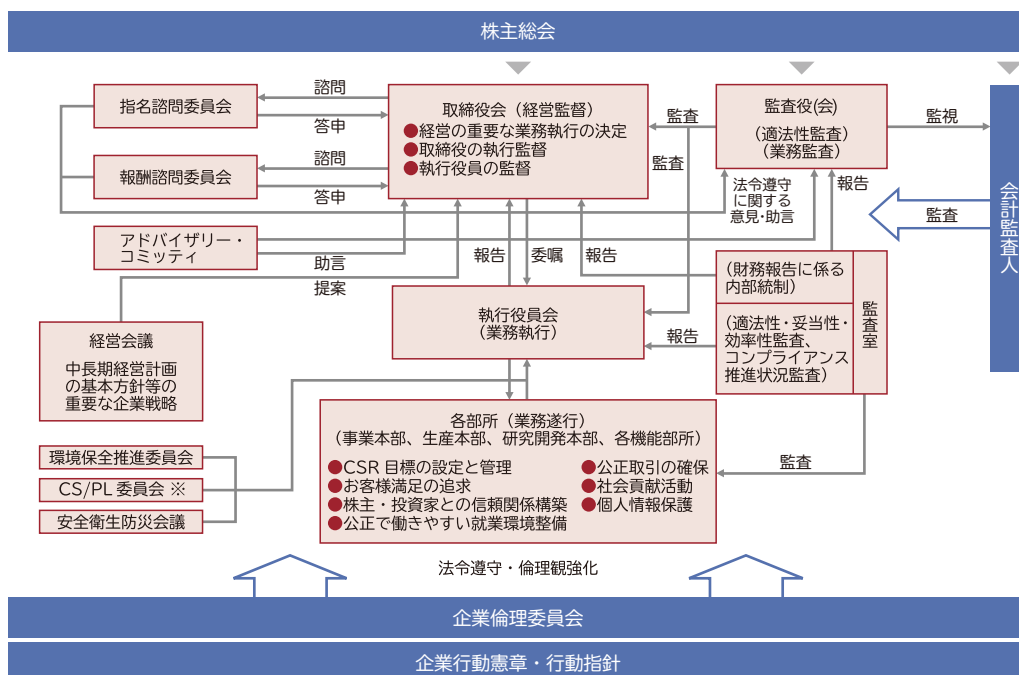 株主総会
指名諮問委員会
諮問
答申
取締役会（経営監督）
●経営の重要な業務執行の決定
●取締役の執行監督
●執行役員の監督
監査
監査
監査役(会)
（適法性監査）
（業務監査）
監視
報酬諮問委員会
諮問
答申
法令遵守
に関する
意見・助言
報告
会計監査人
監査
アドバイザリー・
コミッティ
助言
提案
報告
委嘱
報告
（財務報告に係る
内部統制）
（適法性・妥当性・
効率性監査、
コンプライアンス
推進状況監査）
監査室
執行役員会
（業務執行）
報告
経営会議
中長期経営計画
の基本方針等の
重要な企業戦略
各部所（業務遂行）
（事業本部、生産本部、研究開発本部、各機能部所）
●CSR 目標の設定と管理
●お客様満足の追求
●株主・投資家との信頼関係構築
●公正で働きやすい就業環境整備
●公正取引の確保
●社会貢献活動
●個人情報保護
監査
環境保全推進委員会
CS/PL 委員会 ※
安全衛生防災会議
法令遵守・倫理観強化
企業倫理委員会
企業行動憲章・行動指針